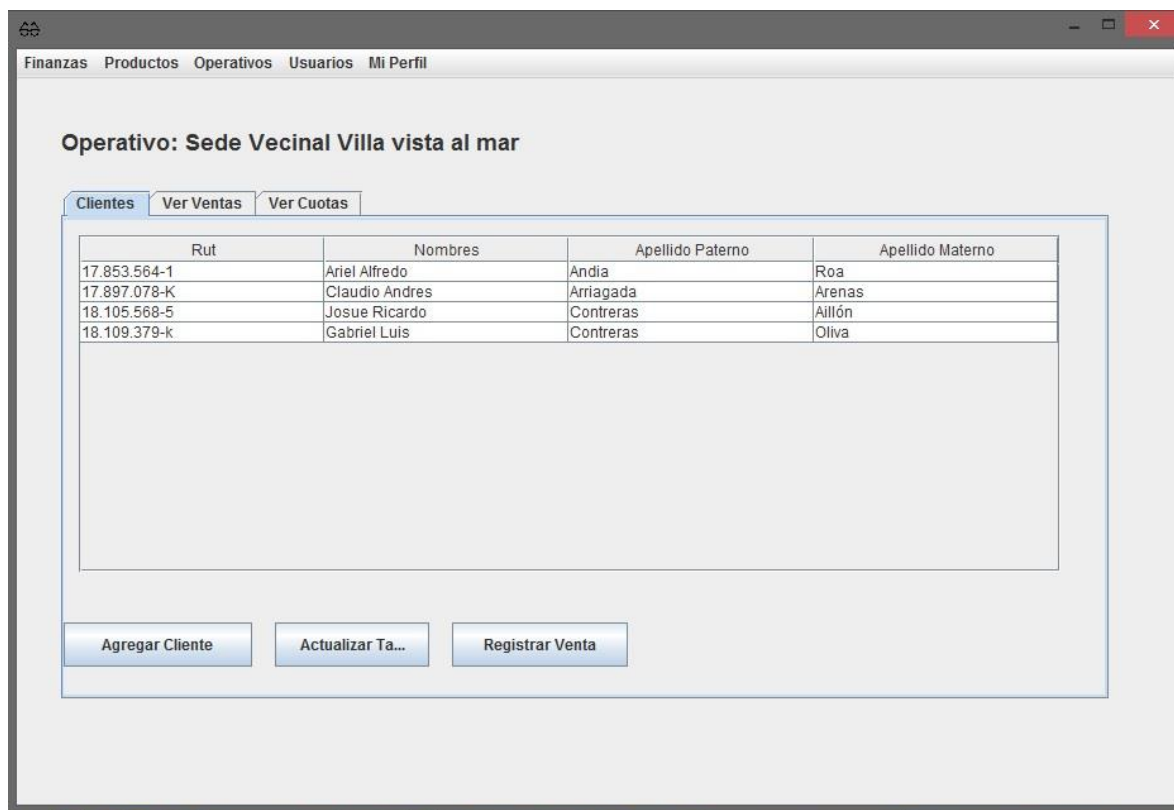 Finanzas Productos Operativos Usuarios Mi Perfil
Operativo: Sede Vecinal Villa vista al mar
Clientes Ver Ventas Ver Cuotas
Rut Nombres Apellido Paterno Apellido Materno
17.853.564-1 Ariel Alfredo Andia Roa
17.897.078-K Claudio Andres Arriagada Arenas
18.105.568-5 Josue Ricardo Contreras Aillón
18.109.379-k Gabriel Luis Contreras Oliva
Agregar Cliente Actualizar Ta... Registrar Venta